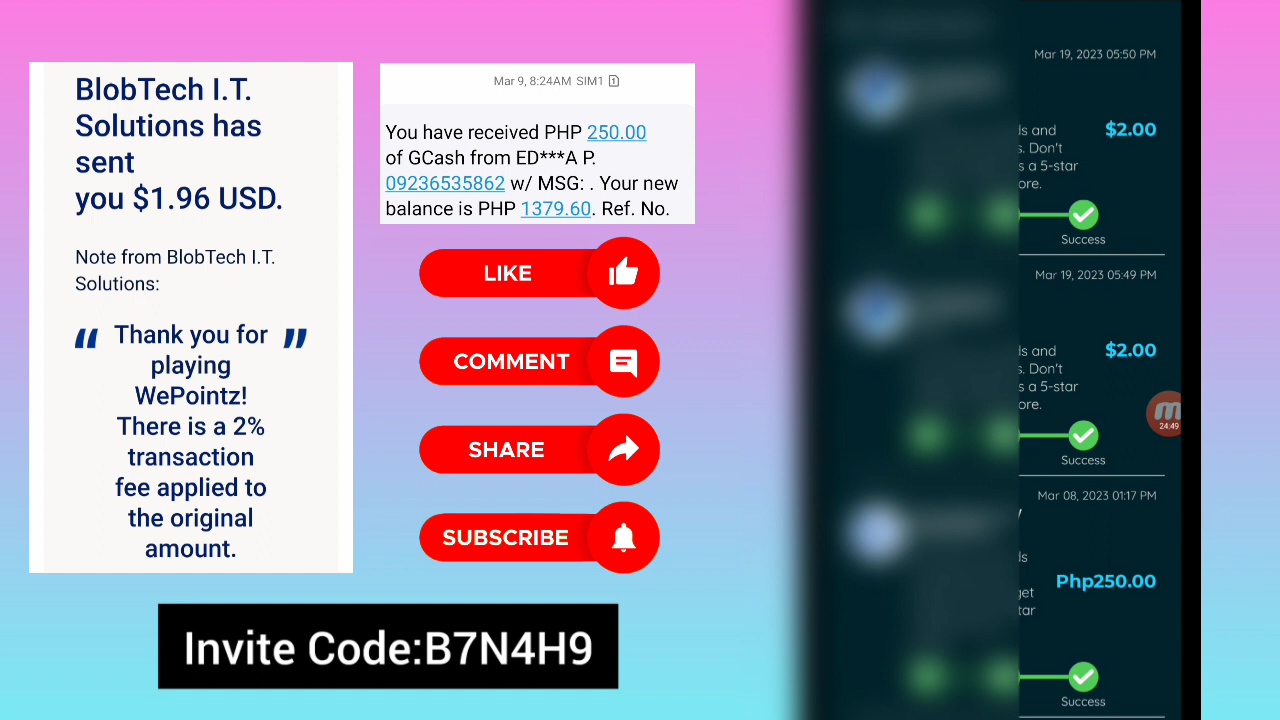 BlobTech I.T.
Solutions has
sent
you $1.96 USD.
Note from BlobTech I.T.
Solutions:
“ Thank you for ”
playing
WePointz!
There is a 2%
transaction
fee applied to
the original
amount.
Mar 9, 8:24AM SIM1 1
You have received PHP 250.00
of GCash from ED***A P.
09236535862 w/ MSG: . Your new
balance is PHP 1379.60. Ref. No.
LIKE
COMMENT
SHARE
SUBSCRIBE
Invite Code:B7N4H9
Mar 19, 2023 05:50 PM
ds and $2.00
s. Don't
s a 5-star
ore.
Success
Mar 19, 2023 05:49 PM
ds and $2.00
s. Don't
s a 5-star
ore.
24:49
Success
Mar 08, 2023 01:17 PM
y
ds
Php250.00
get
tar
Success